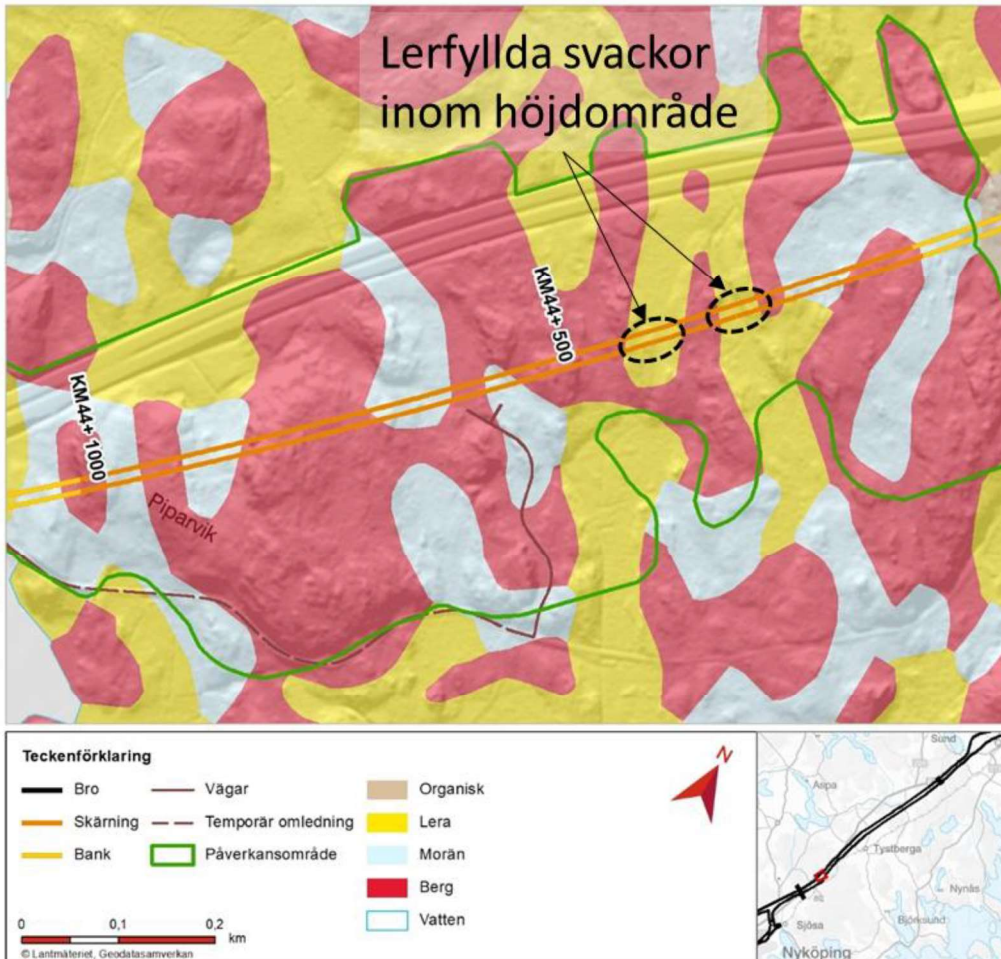 Lerfyllda svackor
inom höjdområde
KM44+ 500
KM44+ 1000
Piparvik
Teckenförklaring
Bro
Skärning
Bank
Vägar
Temporär omledning
Påverkansområde
Organisk
Lera
Morän
Berg
Vatten
N
0 0,1 0,2
km
© Lantmäteriet, Geodatasamverkan
Sund
Aspa
Tystberga
Nynäs
Sjösa
Björksund
Nyköping